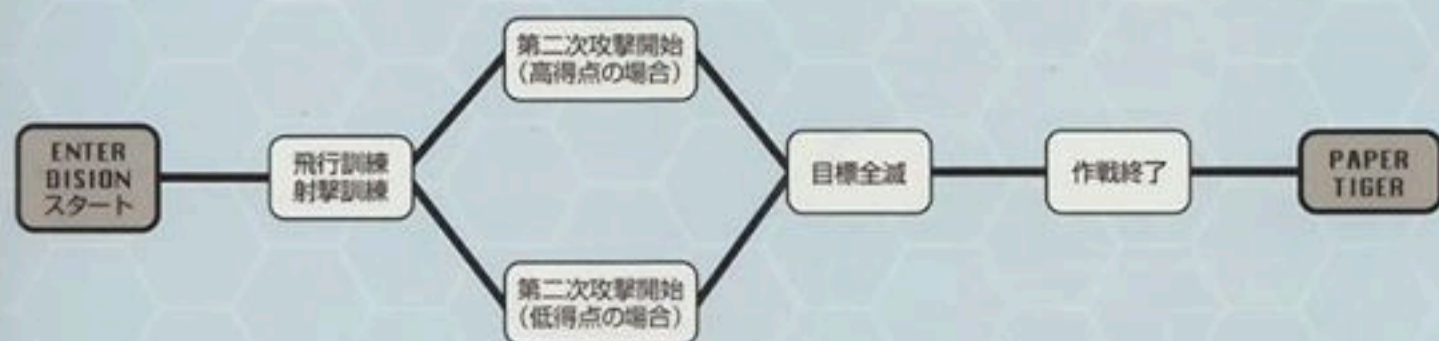 ENTER
DISION
スタート
飛行訓練
射撃訓練
第二次攻撃開始
(高得点の場合)
第二次攻撃開始
(低得点の場合)
目標全滅
作戦終了
PAPER
TIGER